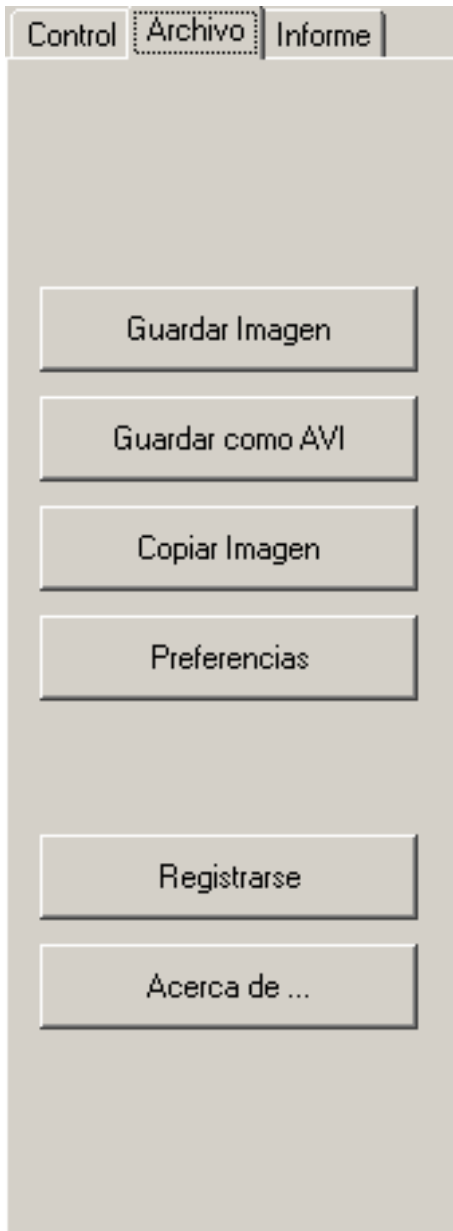 Control Archivo Informe
Guardar Imagen
Guardar como AVI
Copiar Imagen
Preferencias
Registrarse
Acerca de ...